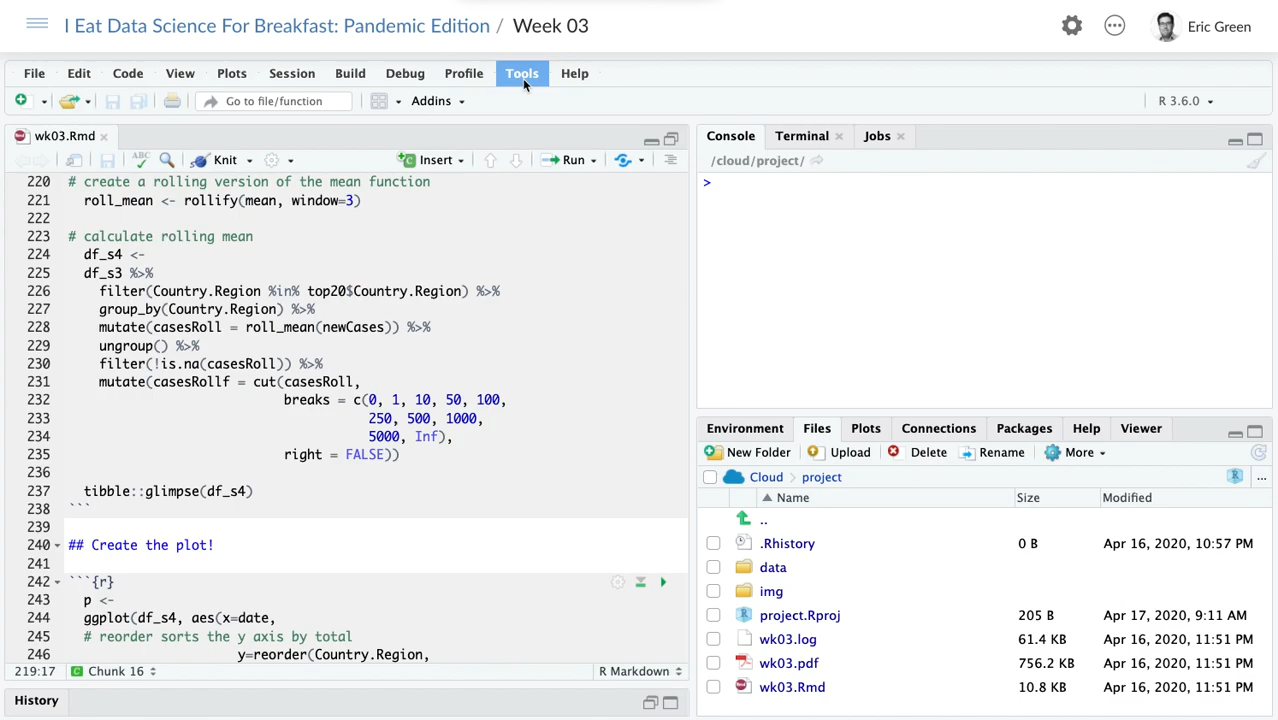 I Eat Data Science For Breakfast: Pandemic Edition / Week 03
Eric Green
File Edit Code View Plots Session Build Debug Profile Tools Help
Go to file/function
Addins
R 3.6.0
wk03.Rmd
ABC
Knit
Insert
Run
220 # create a rolling version of the mean function
221 roll_mean <- rollify(mean, window=3)
222
223 # calculate rolling mean
224 df_s4 <-
225 df_s3 %>%
226 filter(Country.Region %in% top20$Country.Region) %>%
227 group_by(Country.Region) %>%
228 mutate(casesRoll = roll_mean(newCases)) %>%
229 ungroup() %>%
230 filter(!is.na(casesRoll)) %>%
231 mutate(casesRollf = cut(casesRoll,
232 breaks = c(0, 1, 10, 50, 100,
233 250, 500, 1000,
234 5000, Inf),
235 right = FALSE))
236
237 tibble::glimpse(df_s4)
238 ```
239
240 ## Create the plot!
241
242 ```{r}
243 p <-
244 ggplot(df_s4, aes(x=date,
245 # reorder sorts the y axis by total
246 y=reorder(Country.Region,
219:17 Chunk 16 R Markdown
History
Console Terminal Jobs
/cloud/project/
>
Environment Files Plots Connections Packages Help Viewer
New Folder Upload Delete Rename More
Cloud project R ...
Name Size Modified
..
.Rhistory 0 B Apr 16, 2020, 10:57 PM
data
img
project.Rproj 205 B Apr 17, 2020, 9:11 AM
wk03.log 61.4 KB Apr 16, 2020, 11:51 PM
wk03.pdf 756.2 KB Apr 16, 2020, 11:51 PM
wk03.Rmd 10.8 KB Apr 16, 2020, 11:51 PM